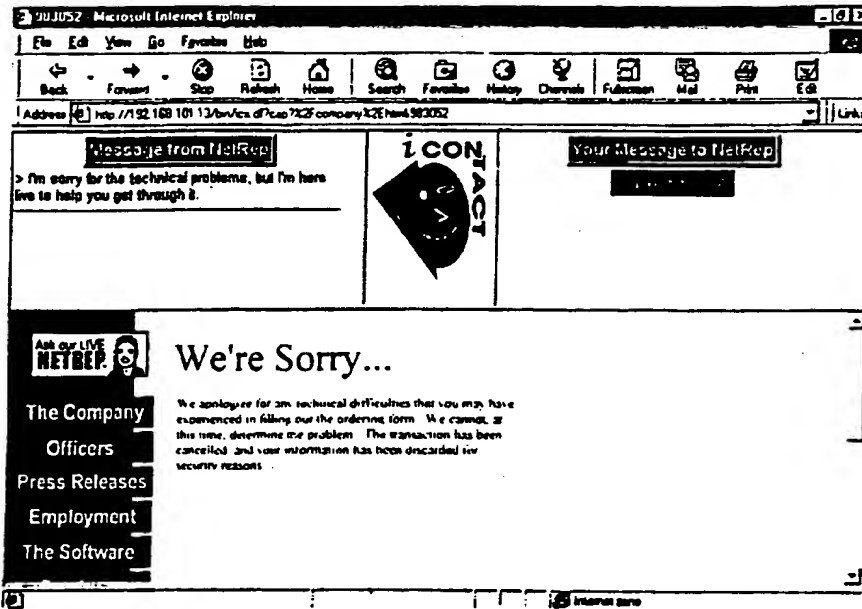 983052 - Microsoft Internet Explorer
File Edit View Go Favorites Help
Back Forward Stop Refresh Home Search Favorites History Channels Fullscreen Mail Print Edit
Address
Links
Message from NetRep
> I'm sorry for the technical problems, but I'm here
live to help you get through it.
iCONTACT
Your Message to NetRep
Ask our LIVE
NETREP.
We're Sorry...
We apologize for any technical difficulties that you may have
experienced in filling out the ordering form. We cannot, at
this time, determine the problem. The transaction has been
cancelled, and your information has been discarded for
security reasons.
The Company
Officers
Press Releases
Employment
The Software
Internet zone